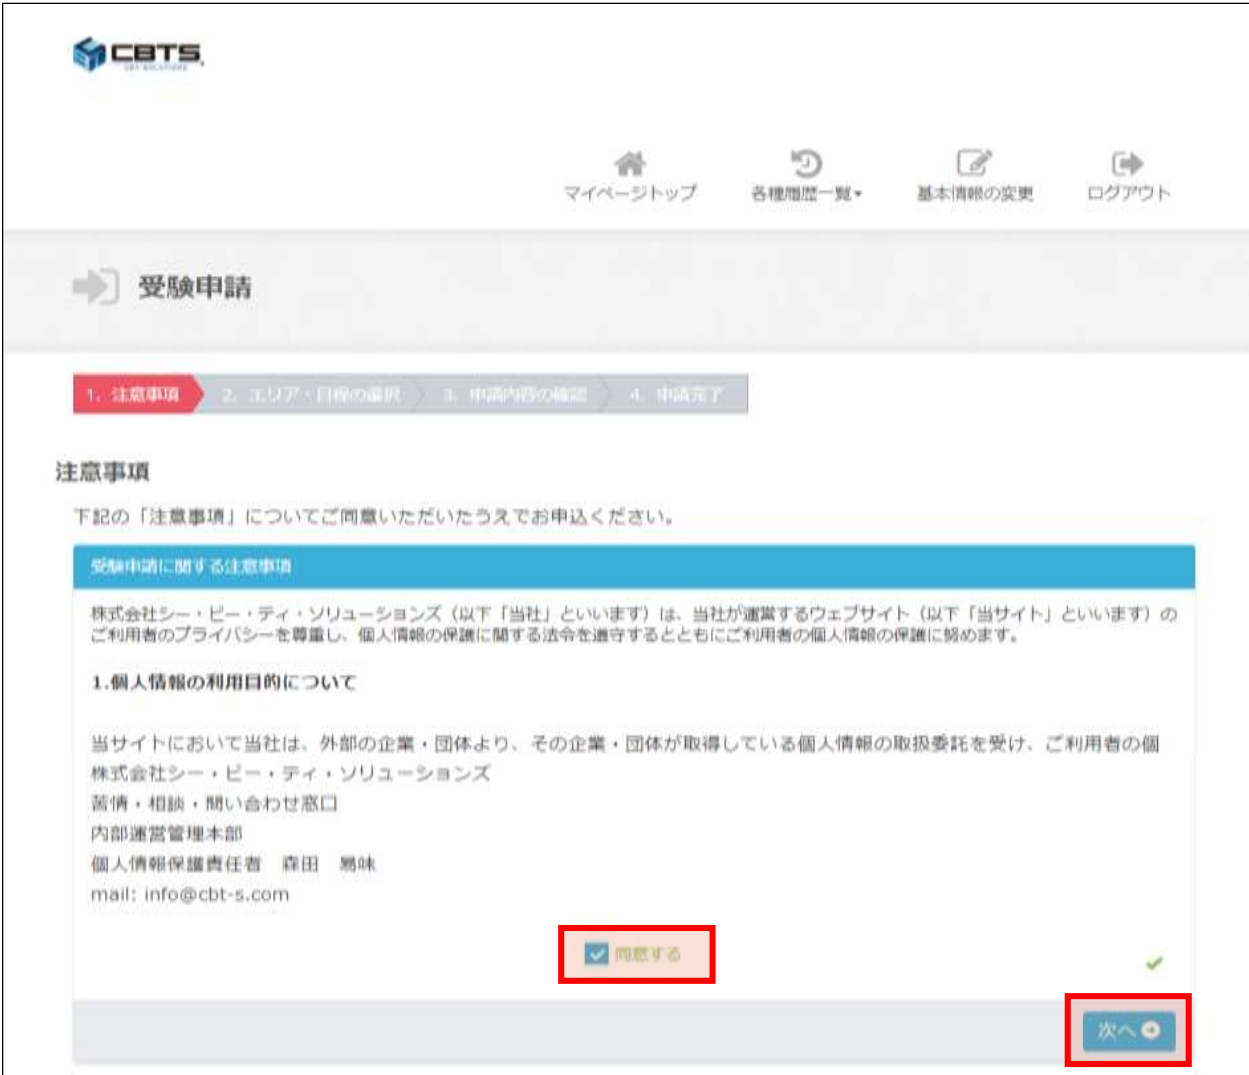 CBTS
CBT SOLUTIONS
マイページトップ
各種履歴一覧
基本情報の変更
ログアウト
受験申請
1. 注意事項
2. エリア・日程の選択
3. 申請内容の確認
4. 申請完了
注意事項
下記の「注意事項」についてご同意いただいたうえでお申込ください。
受験申請に関する注意事項
株式会社シー・ビー・ティ・ソリューションズ（以下「当社」といいます）は、当社が運営するウェブサイト（以下「当サイト」といいます）の
ご利用者のプライバシーを尊重し、個人情報の保護に関する法令を遵守するとともにご利用者の個人情報の保護に努めます。
1.個人情報の利用目的について
当サイトにおいて当社は、外部の企業・団体より、その企業・団体が取得している個人情報の取扱委託を受け、ご利用者の個
株式会社シー・ビー・ティ・ソリューションズ
苦情・相談・問い合わせ窓口
内部運営管理本部
個人情報保護責任者　森田
mail: info@cbt-s.com
同意する
次へ